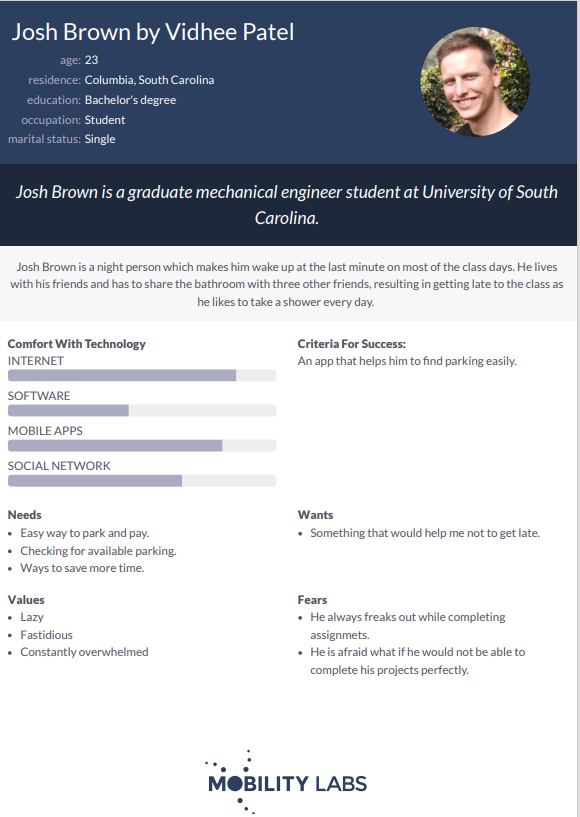 Josh Brown by Vidhee Patel
age: 23
residence: Columbia, South Carolina
education: Bachelor's degree
occupation: Student
marital status: Single
Josh Brown is a graduate mechanical engineer student at University of South
Carolina.
Josh Brown is a night person which makes him wake up at the last minute on most of the class days. He lives
with his friends and has to share the bathroom with three other friends, resulting in getting late to the class as
he likes to take a shower every day.
Comfort With Technology
INTERNET
SOFTWARE
MOBILE APPS
SOCIAL NETWORK
Criteria For Success:
An app that helps him to find parking easily.
Needs
• Easy way to park and pay.
• Checking for available parking.
• Ways to save more time.
Wants
• Something that would help me not to get late.
Values
• Lazy
• Fastidious
• Constantly overwhelmed
Fears
• He always freaks out while completing
assignmets.
• He is afraid what if he would not be able to
complete his projects perfectly.
MOBILITY LABS